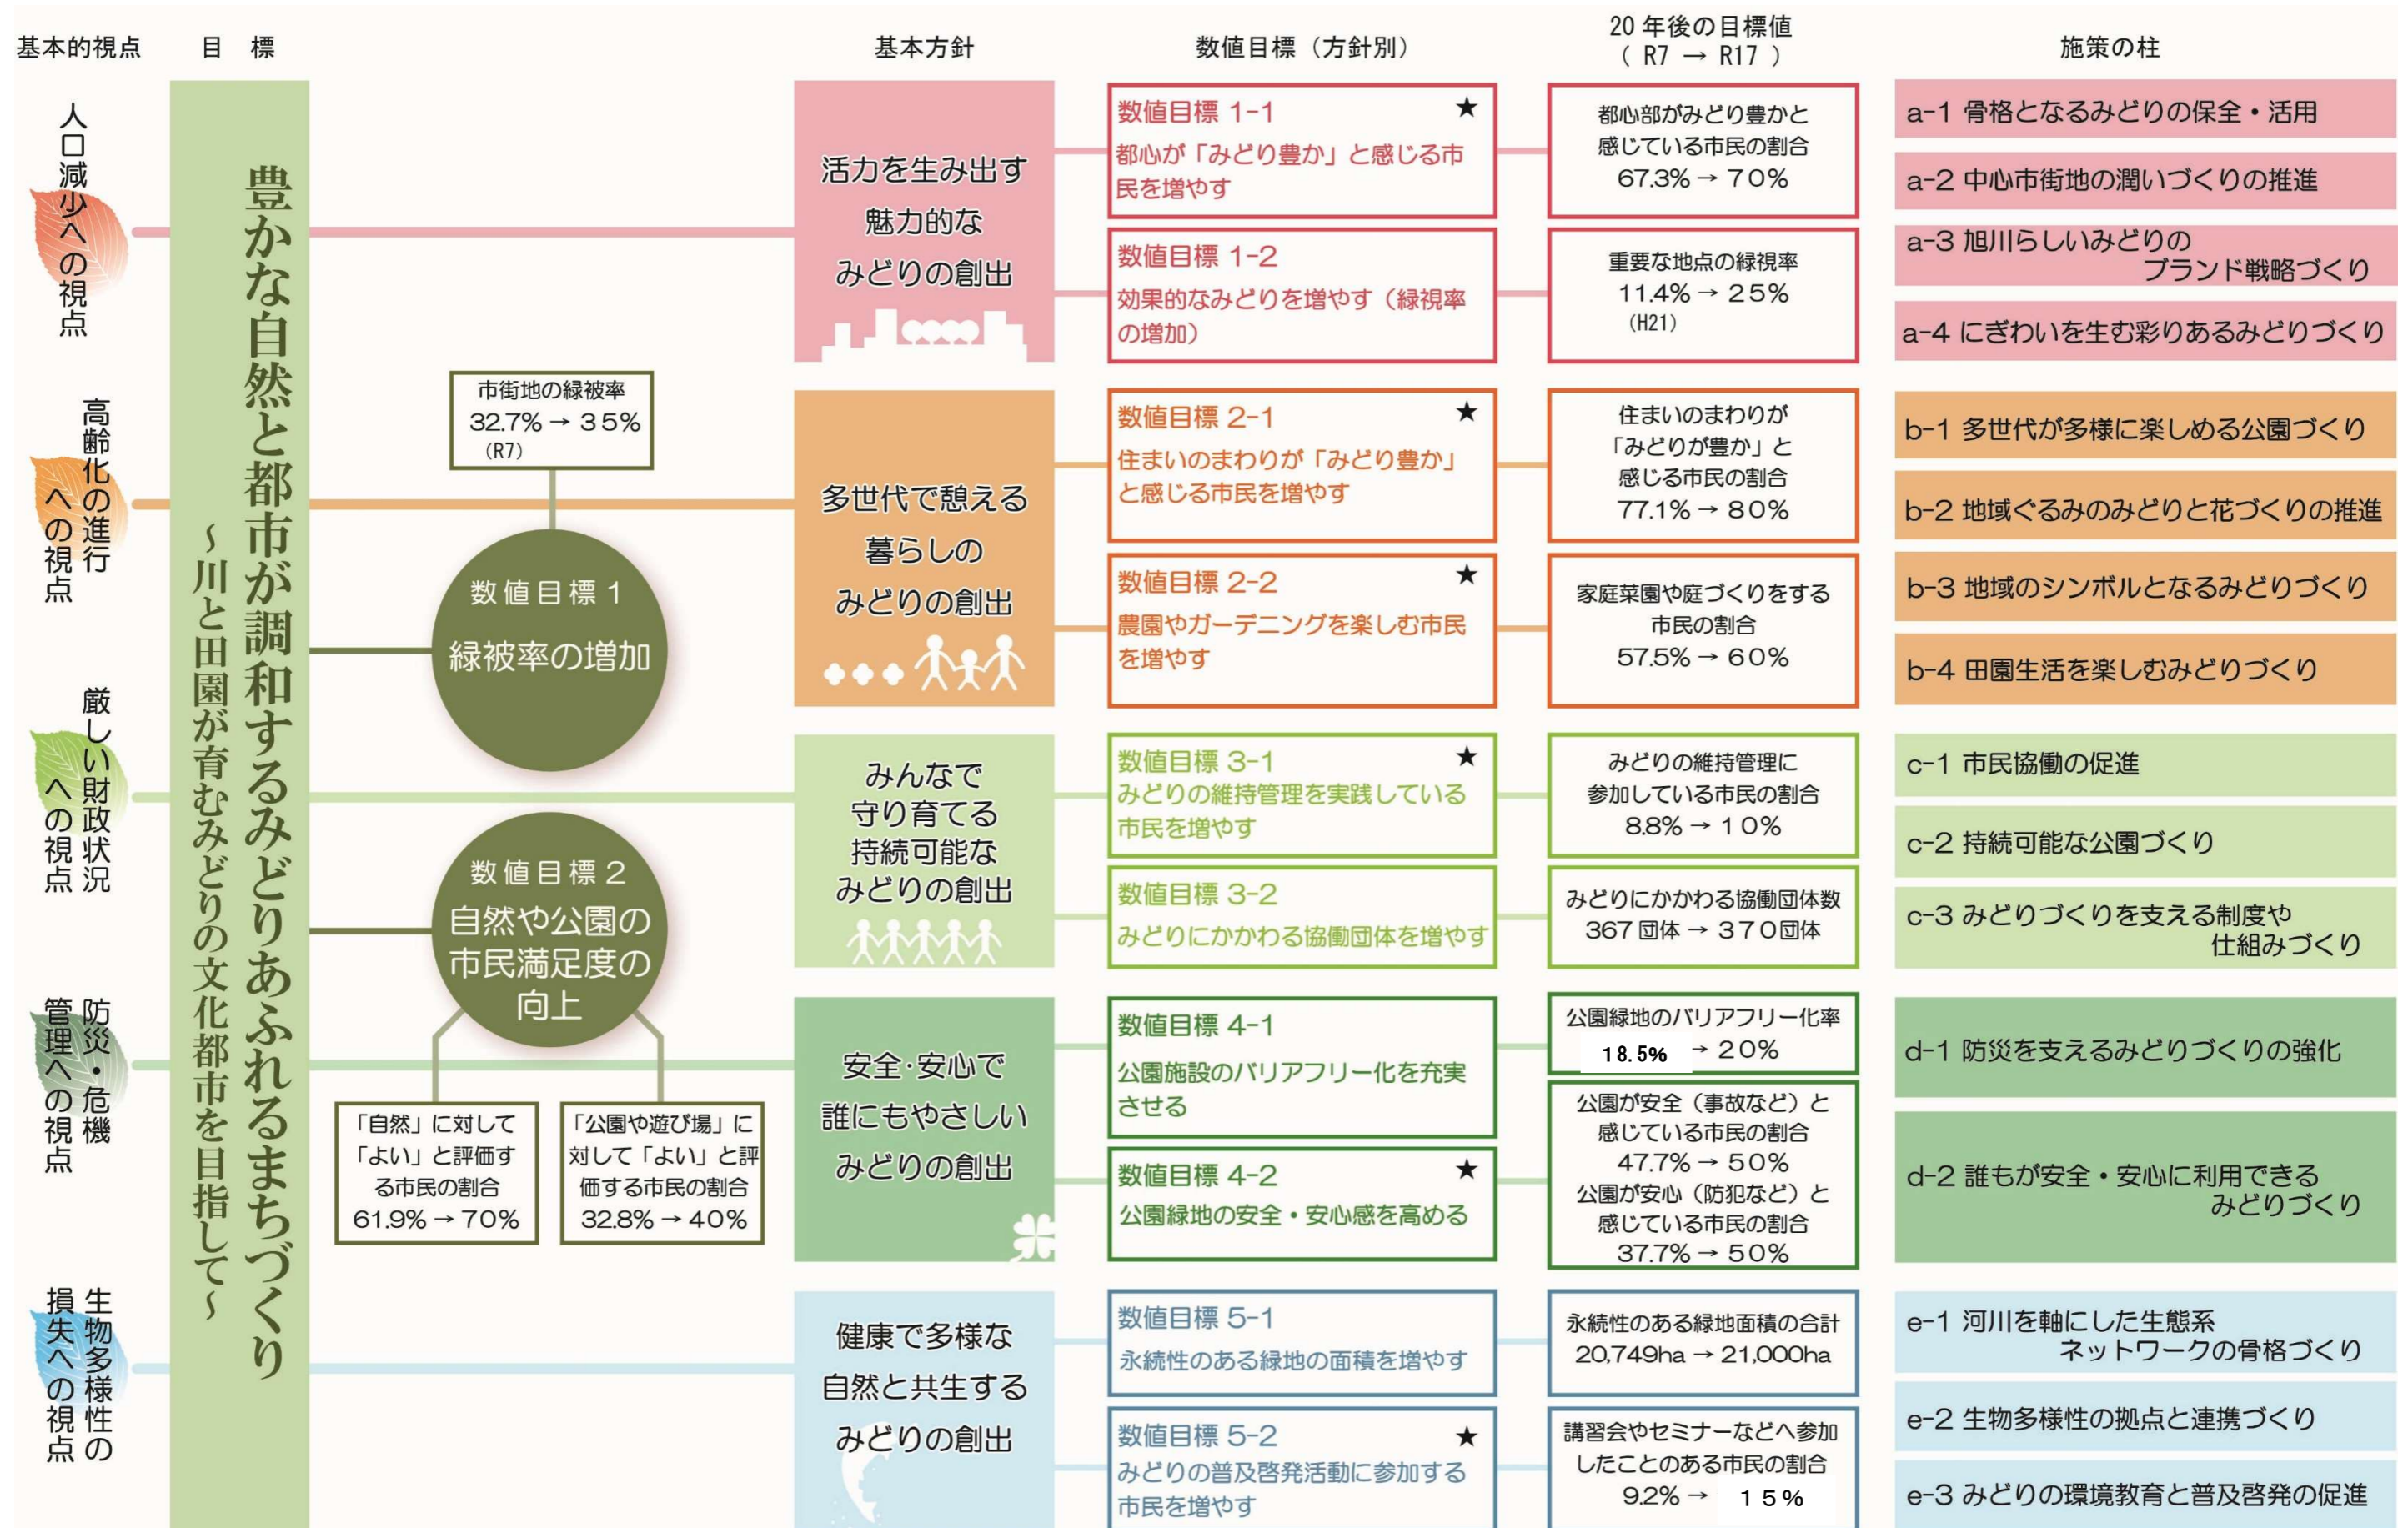 基本的視点
目　標
基本方針
数値目標（方針別）
20 年後の目標値
（ R7 → R17 ）
施策の柱
人口減少への視点
高齢化の進行
への視点
厳しい財政状況
への視点
防災・危機
管理への視点
生物多様性の
損失への視点
豊かな自然と都市が調和するみどりあふれるまちづくり
～川と田園が育むみどりの文化都市を目指して～
市街地の緑被率
32.7% → 35%
（R7）
数値目標 1
緑被率の増加
数値目標 2
自然や公園の
市民満足度の
向上
「自然」に対して
「よい」と評価す
る市民の割合
61.9% → 70%
「公園や遊び場」に
対して「よい」と評
価する市民の割合
32.8% → 40%
活力を生み出す
魅力的な
みどりの創出
数値目標 1-1 ★
都心が「みどり豊か」と感じる市
民を増やす
都心部がみどり豊かと
感じている市民の割合
67.3% → 70%
数値目標 1-2
効果的なみどりを増やす（緑視率
の増加）
重要な地点の緑視率
11.4% → 25%
（H21）
a-1 骨格となるみどりの保全・活用
a-2 中心市街地の潤いづくりの推進
a-3 旭川らしいみどりの
ブランド戦略づくり
a-4 にぎわいを生む彩りあるみどりづくり
多世代で憩える
暮らしの
みどりの創出
数値目標 2-1 ★
住まいのまわりが「みどり豊か」
と感じる市民を増やす
住まいのまわりが
「みどりが豊か」と
感じる市民の割合
77.1% → 80%
数値目標 2-2 ★
農園やガーデニングを楽しむ市民
を増やす
家庭菜園や庭づくりをする
市民の割合
57.5% → 60%
b-1 多世代が多様に楽しめる公園づくり
b-2 地域ぐるみのみどりと花づくりの推進
b-3 地域のシンボルとなるみどりづくり
b-4 田園生活を楽しむみどりづくり
みんなで
守り育てる
持続可能な
みどりの創出
数値目標 3-1 ★
みどりの維持管理を実践している
市民を増やす
みどりの維持管理に
参加している市民の割合
8.8% → 10%
数値目標 3-2
みどりにかかわる協働団体を増やす
みどりにかかわる協働団体数
367 団体 → 370団体
c-1 市民協働の促進
c-2 持続可能な公園づくり
c-3 みどりづくりを支える制度や
仕組みづくり
安全･安心で
誰にもやさしい
みどりの創出
数値目標 4-1
公園施設のバリアフリー化を充実
させる
公園緑地のバリアフリー化率
18.5% → 20%
数値目標 4-2 ★
公園緑地の安全・安心感を高める
公園が安全（事故など）と
感じている市民の割合
47.7% → 50%
公園が安心（防犯など）と
感じている市民の割合
37.7% → 50%
d-1 防災を支えるみどりづくりの強化
d-2 誰もが安全・安心に利用できる
みどりづくり
健康で多様な
自然と共生する
みどりの創出
数値目標 5-1
永続性のある緑地の面積を増やす
永続性のある緑地面積の合計
20,749ha → 21,000ha
数値目標 5-2 ★
みどりの普及啓発活動に参加する
市民を増やす
講習会やセミナーなどへ参加
したことのある市民の割合
9.2% → 15%
e-1 河川を軸にした生態系
ネットワークの骨格づくり
e-2 生物多様性の拠点と連携づくり
e-3 みどりの環境教育と普及啓発の促進